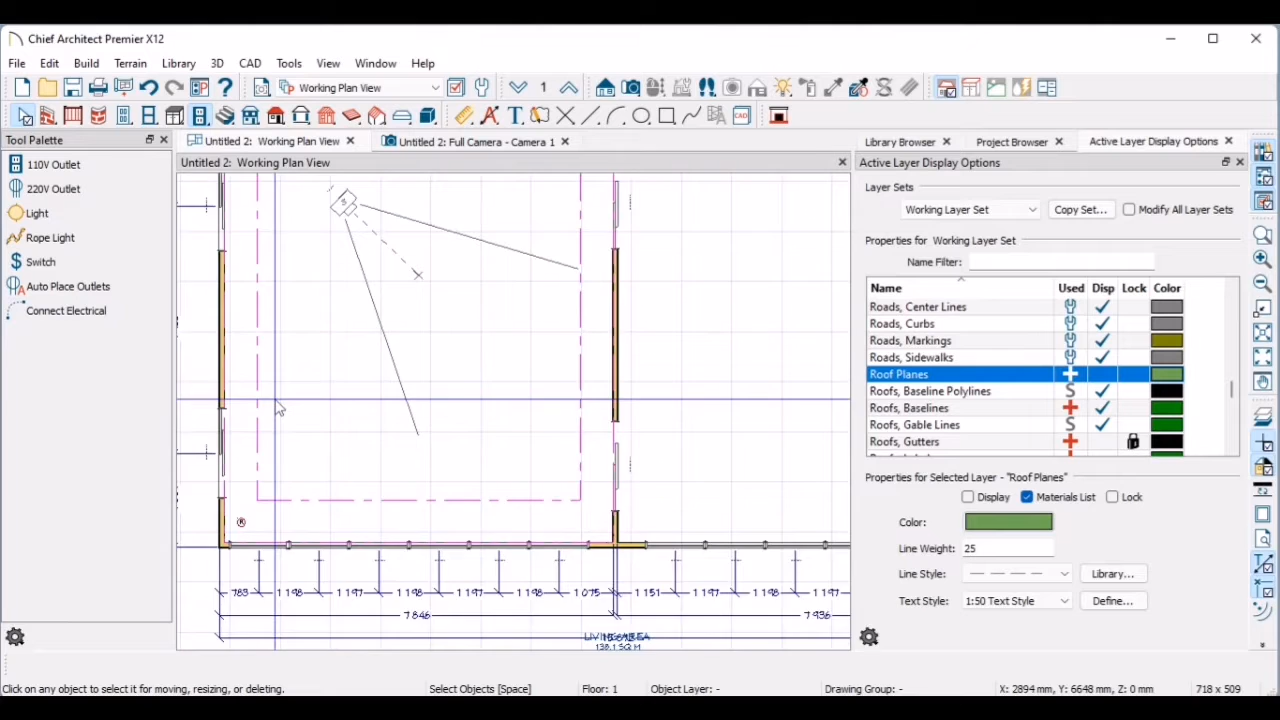 Chief Architect Premier X12
File Edit Build Terrain Library 3D CAD Tools View Window Help
Working Plan View 1
Tool Palette
Untitled 2: Working Plan View
Untitled 2: Full Camera - Camera 1
Library Browser
Project Browser
Active Layer Display Options
Untitled 2: Working Plan View
Active Layer Display Options
110V Outlet
220V Outlet
Light
Rope Light
Switch
Auto Place Outlets
Connect Electrical
Layer Sets
Working Layer Set
Copy Set...
Modify All Layer Sets
Properties for Working Layer Set
Name Filter:
Name Used Disp Lock Color
Roads, Center Lines
Roads, Curbs
Roads, Markings
Roads, Sidewalks
Roof Planes
Roofs, Baseline Polylines S
Roofs, Baselines
Roofs, Gable Lines S
Roofs, Gutters
Properties for Selected Layer - "Roof Planes"
Display Materials List Lock
Color:
Line Weight: 25
Line Style: Library...
Text Style: 1:50 Text Style Define...
783 1 198 1 197 1 198 1 197 1 198 1 075 1 151 1 197 1 198 1 197
7 846 7 936
LIVING AREA
Click on any object to select it for moving, resizing, or deleting.
Select Objects [Space]
Floor: 1
Object Layer: -
Drawing Group: -
X: 2894 mm, Y: 6648 mm, Z: 0 mm
718 x 509